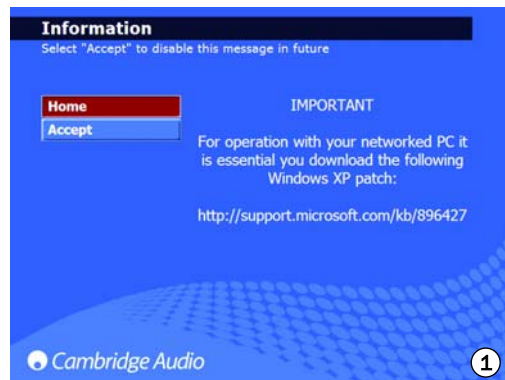 Information
Select "Accept" to disable this message in future
Home
Accept
IMPORTANT
For operation with your networked PC it
is essential you download the following
Windows XP patch:
http://support.microsoft.com/kb/896427
Cambridge Audio
1